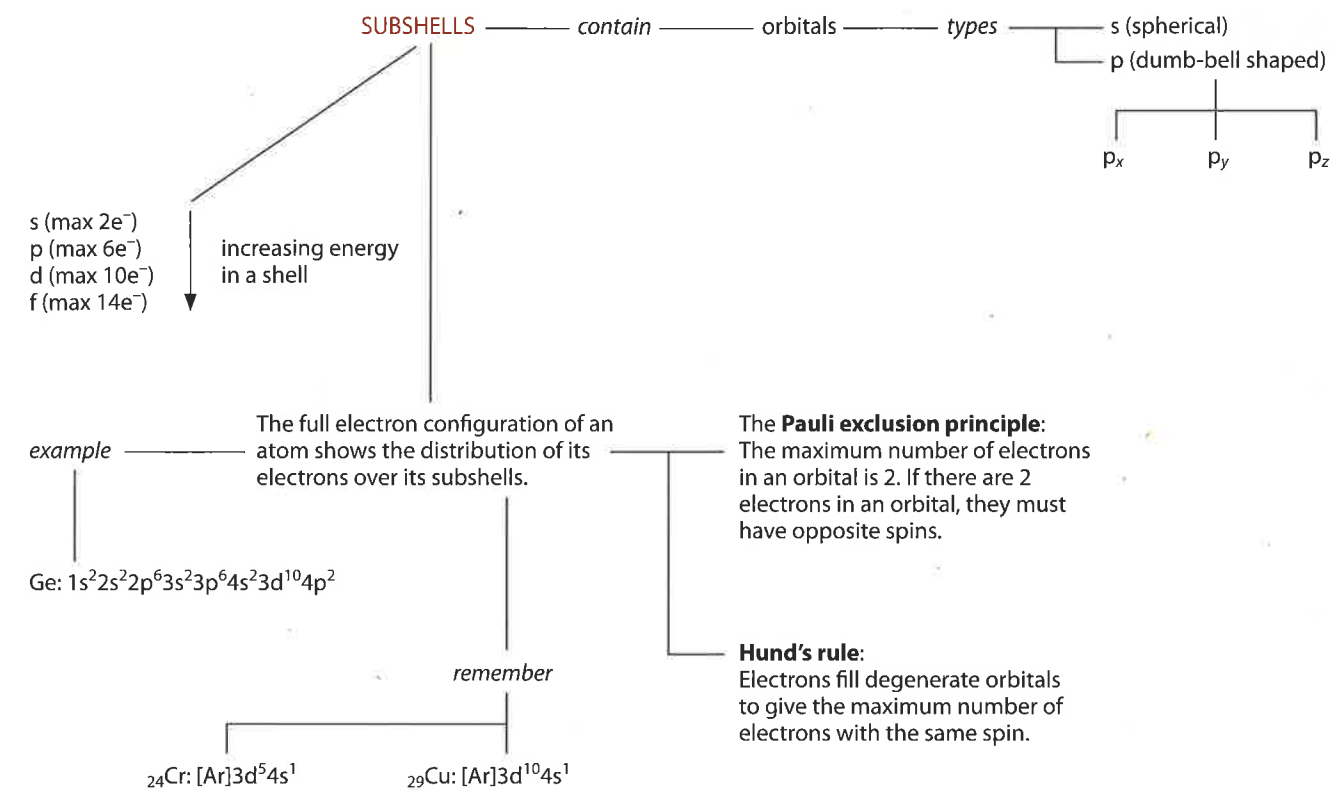 SUBSHELLS contain orbitals types s (spherical)
p (dumb-bell shaped)
pₓ p_y p_z
s (max 2e⁻)
p (max 6e⁻)
d (max 10e⁻)
f (max 14e⁻)
increasing energy
in a shell
example
The full electron configuration of an
atom shows the distribution of its
electrons over its subshells.
The Pauli exclusion principle:
The maximum number of electrons
in an orbital is 2. If there are 2
electrons in an orbital, they must
have opposite spins.
Ge: 1s²2s²2p⁶3s²3p⁶4s²3d¹⁰4p²
Hund's rule:
Electrons fill degenerate orbitals
to give the maximum number of
electrons with the same spin.
remember
₂₄Cr: [Ar]3d⁵4s¹
₂₉Cu: [Ar]3d¹⁰4s¹